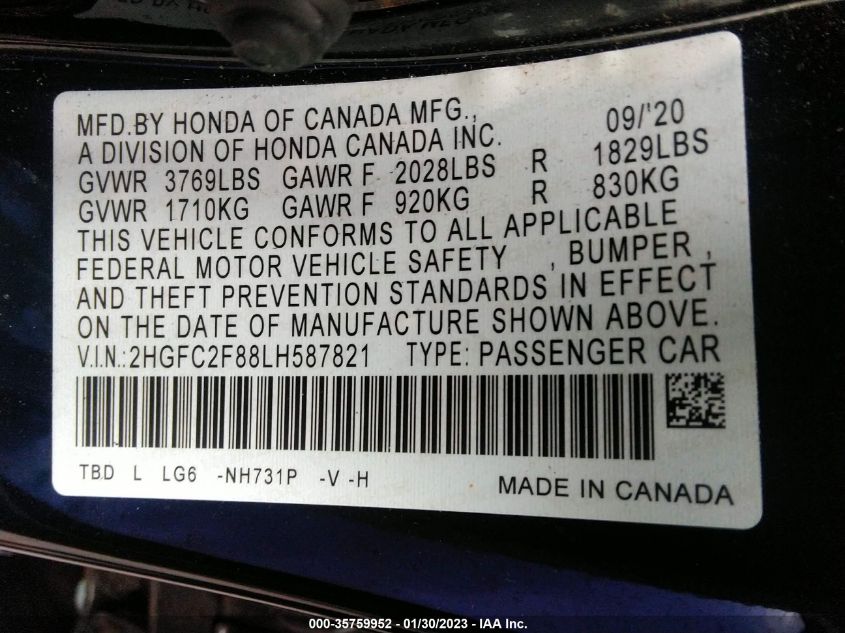 MFD.BY HONDA OF CANADA MFG., 09/'20
A DIVISION OF HONDA CANADA INC.
GVWR 3769LBS GAWR F 2028LBS R 1829LBS
GVWR 1710KG GAWR F 920KG R 830KG
THIS VEHICLE CONFORMS TO ALL APPLICABLE
FEDERAL MOTOR VEHICLE SAFETY , BUMPER ,
AND THEFT PREVENTION STANDARDS IN EFFECT
ON THE DATE OF MANUFACTURE SHOWN ABOVE.
V.I.N.: 2HGFC2F88LH587821 TYPE: PASSENGER CAR
TBD L LG6 -NH731P -V -H
MADE IN CANADA
000-35759952 - 01/30/2023 - © IAA Inc.